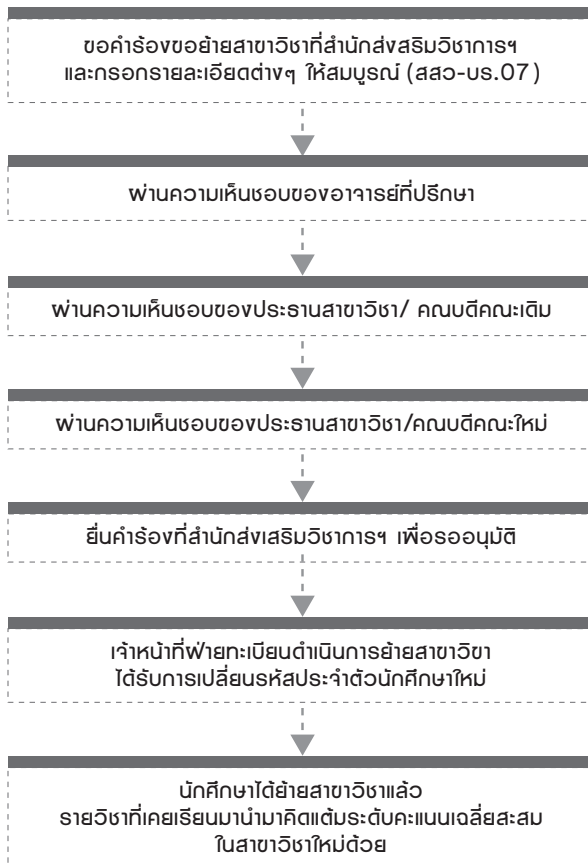 ขอคำร้องขอย้ายสาขาวิชาที่สำนักส่งสริมวิชาการฯ
และกรอกรายละเอียดต่างๆ ให้สมบูรณ์ (สสว-บร.07)
ผ่านความเห็นชอบของอาจารย์ที่ปรึกษา
ผ่านความเห็นชอบของประธานสาขาวิชา/ คณบดีคณะเดิม
ผ่านความเห็นชอบของประธานสาขาวิชา/คณบดีคณะใหม่
ยื่นคำร้องที่สำนักส่งเสริมวิชาการฯ เพื่อรออนุมัติ
เจ้าหน้าที่ฝ่ายทะเบียนดำเนินการย้ายสาขาวิขา
ได้รับการเปลี่ยนรหัสประจำตัวนักศึกษาใหม่
นักศึกษาได้ย้ายสาขาวิชาแล้ว
รายวิชาที่เคยเรียนมานำมาคิดแต้มระดับคะแนนเฉลี่ยสะสม
ในสาขาวิชาใหม่ด้วย